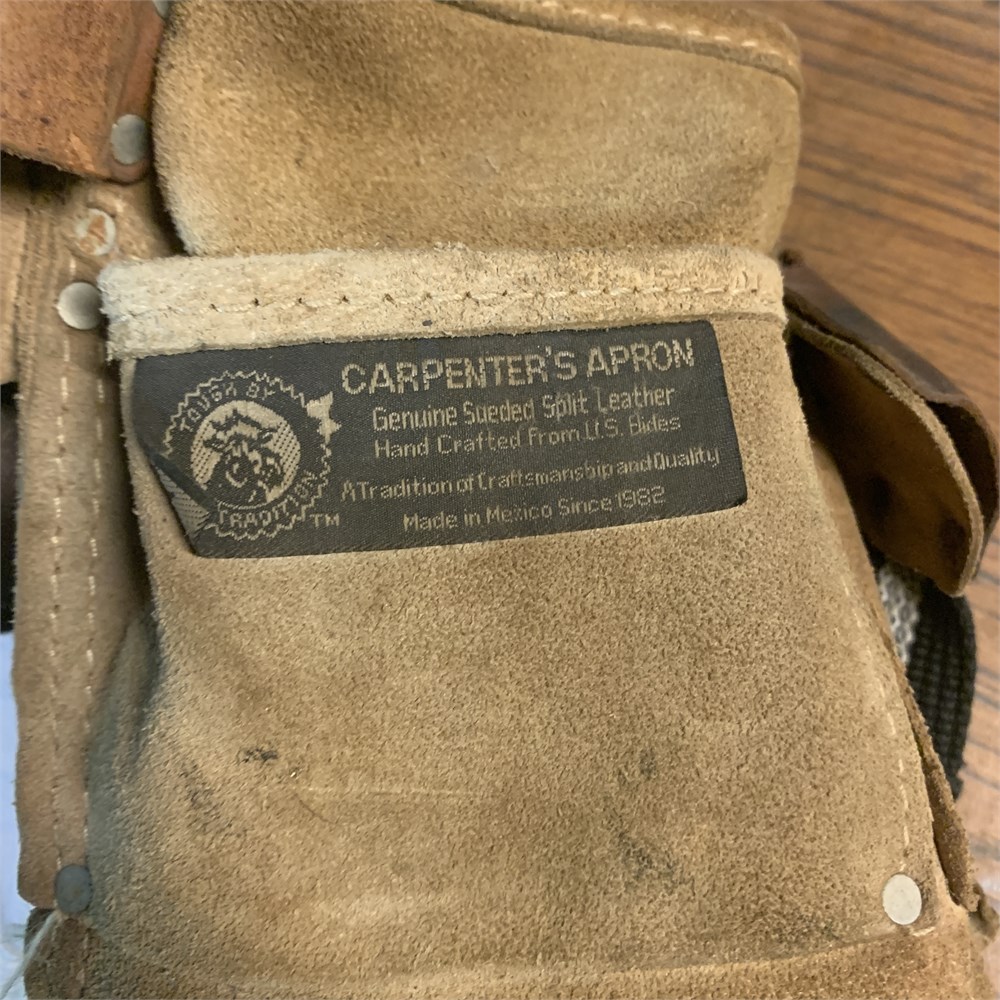 TOUGH BY
TRADITION
TM
CARPENTER'S APRON
Genuine Sueded Split Leather
Hand Crafted from U.S. Hides
A Tradition of Craftsmanship and Quality
Made in Mexico Since 1982